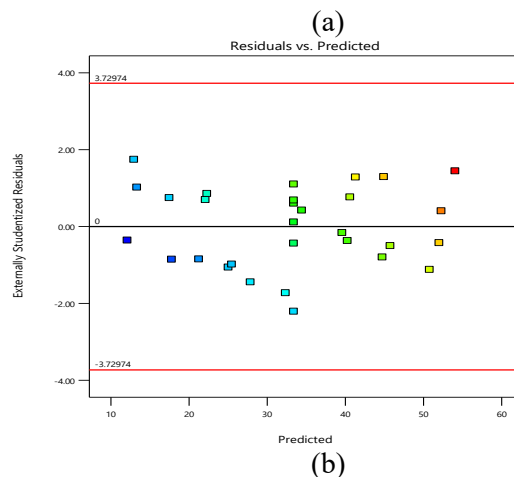 (a)
Residuals vs. Predicted
Externally Studentized Residuals
4.00
3.72974
2.00
0.00
0
-2.00
-3.72974
-4.00
10 20 30 40 50 60
Predicted
(b)